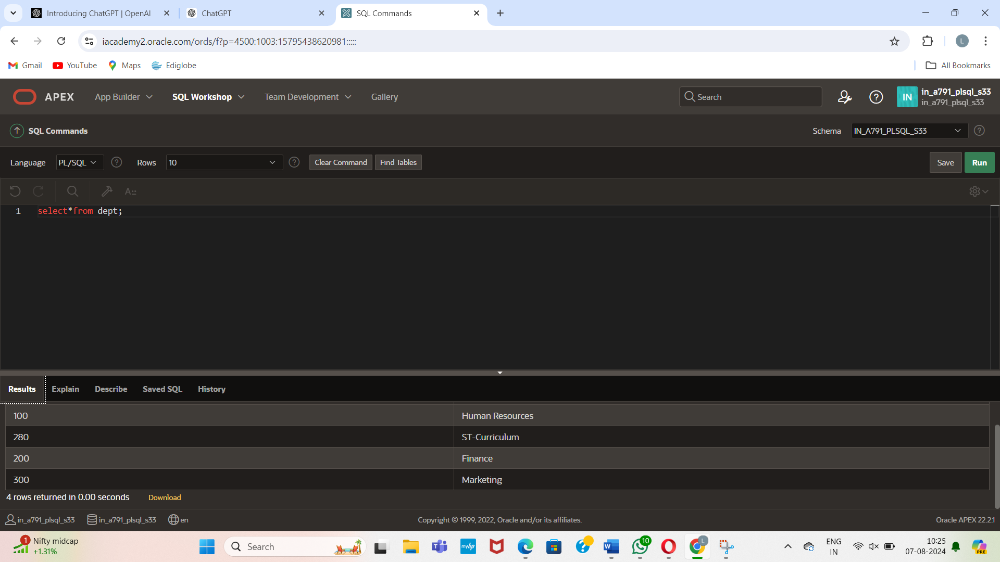 Introducing ChatGPT | OpenAI
ChatGPT
SQL Commands
iacademy2.oracle.com/ords/f?p=4500:1003:15795438620981:::::
L
Gmail YouTube Maps Ediglobe All Bookmarks
APEX App Builder SQL Workshop Team Development Gallery Search IN in_a791_plsql_s33
in_a791_plsql_s33
SQL Commands Schema IN_A791_PLSQL_S33
Language PL/SQL Rows 10 Clear Command Find Tables Save Run
1 select*from dept;
Results Explain Describe Saved SQL History
100 Human Resources
280 ST-Curriculum
200 Finance
300 Marketing
4 rows returned in 0.00 seconds Download
in_a791_plsql_s33 in_a791_plsql_s33 en Copyright © 1999, 2022, Oracle and/or its affiliates. Oracle APEX 22.2.1
1 Nifty midcap
+1.31%
Search
myhp
10
L
ENG
IN
10:25
07-08-2024
PRE